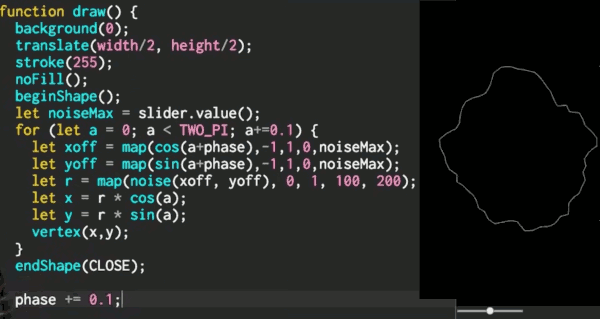 function draw() {
background(0);
translate(width/2, height/2);
stroke(255);
noFill();
beginShape();
let noiseMax = slider.value();
for (let a = 0; a < TWO_PI; a+=0.1) {
let xoff = map(cos(a+phase),-1,1,0,noiseMax);
let yoff = map(sin(a+phase),-1,1,0,noiseMax);
let r = map(noise(xoff, yoff), 0, 1, 100, 200);
let x = r * cos(a);
let y = r * sin(a);
vertex(x,y);
}
endShape(CLOSE);
phase += 0.1;